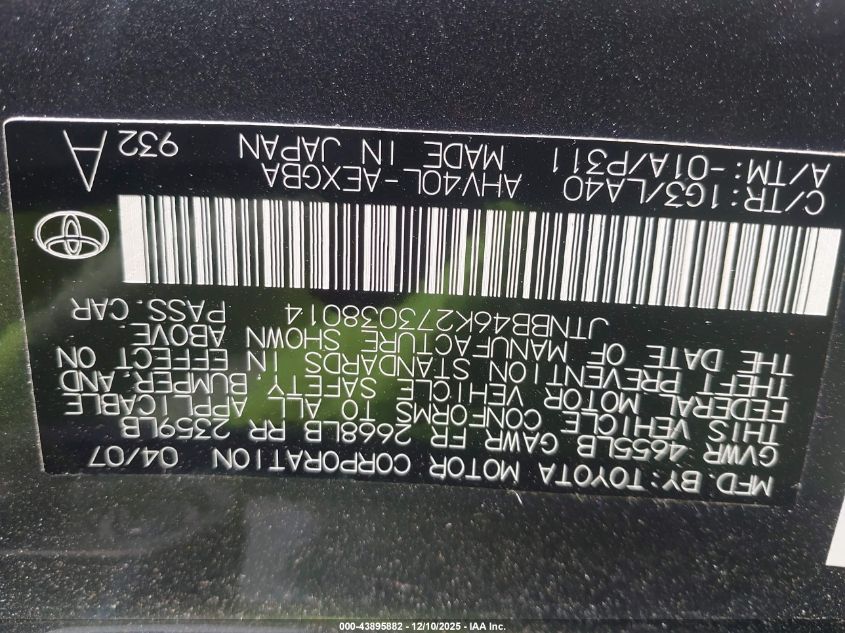 MFD. BY: TOYOTA MOTOR CORPORATION 04/07
GVWR 4655LB GAWR FR 2668LB RR 2359LB
THIS VEHICLE CONFORMS TO ALL APPLICABLE
FEDERAL MOTOR VEHICLE SAFETY, BUMPER, AND
THEFT PREVENTION STANDARDS IN EFFECT ON
THE DATE OF MANUFACTURE SHOWN ABOVE.
JTNBB46K273038014 PASS. CAR
C/TR: 1G3/LA40 AHV40L-AEXGBA
A/TM: -01A/P311 MADE IN JAPAN 932 A
000-43895882 - 12/10/2025 - IAA Inc.